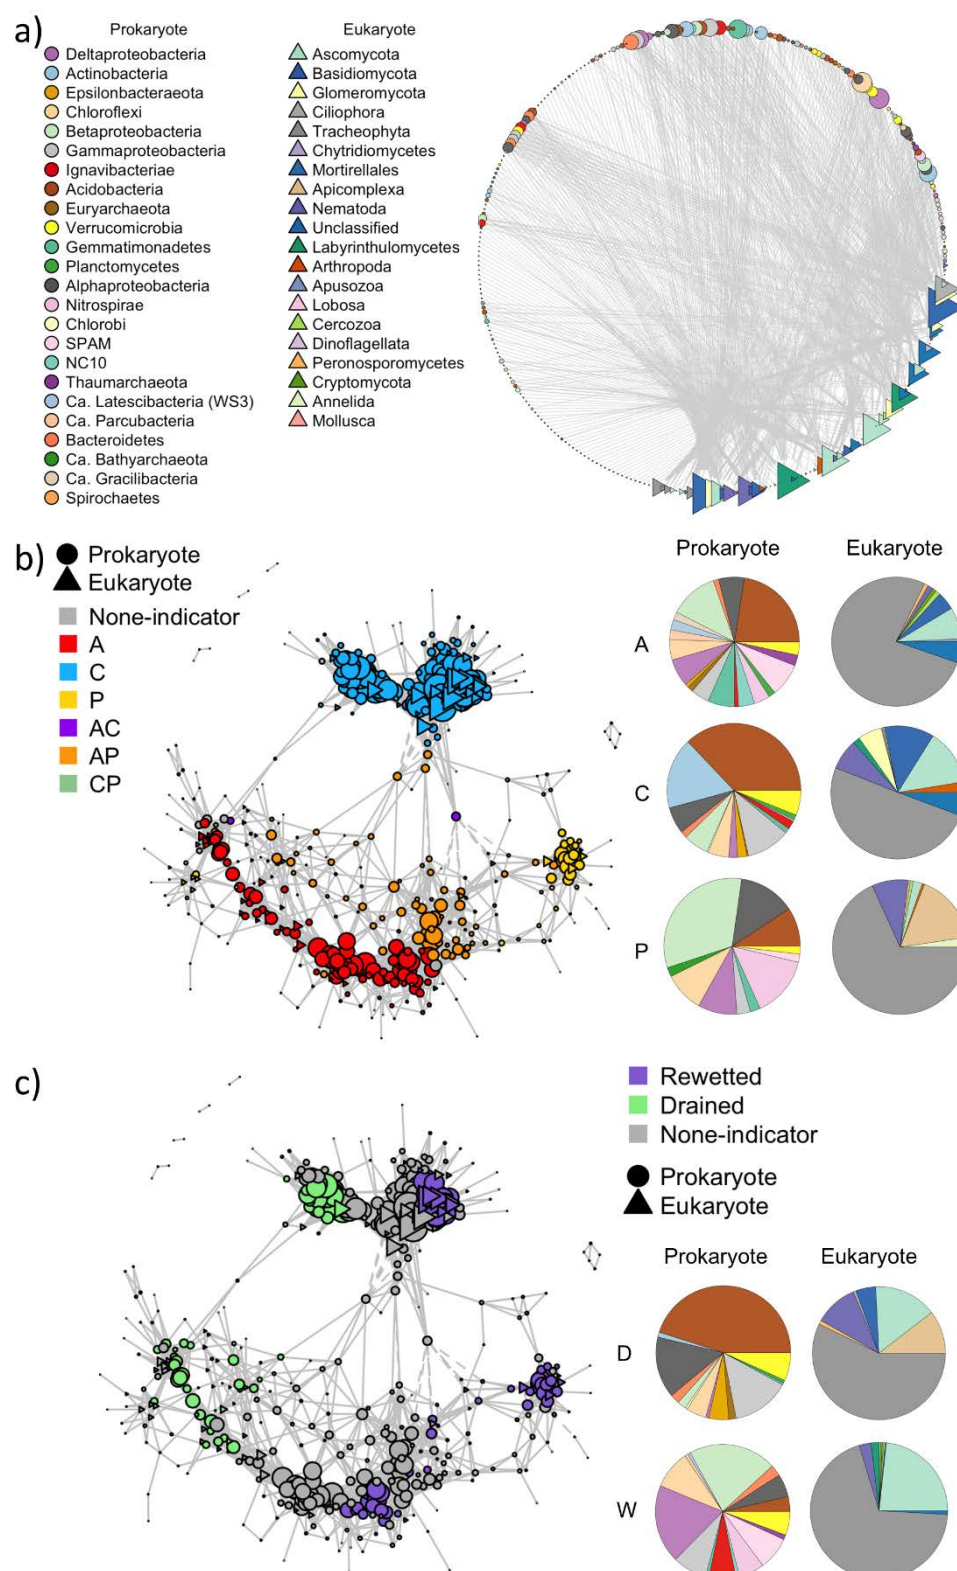 a)
Prokaryote
Deltaproteobacteria
Actinobacteria
Epsilonbacteraeota
Chloroflexi
Betaproteobacteria
Gammaproteobacteria
Ignavibacteriae
Acidobacteria
Euryarchaeota
Verrucomicrobia
Gemmatimonadetes
Planctomycetes
Alphaproteobacteria
Nitrospirae
Chlorobi
SPAM
NC10
Thaumarchaeota
Ca. Latescibacteria (WS3)
Ca. Parcubacteria
Bacteroidetes
Ca. Bathyarchaeota
Ca. Gracilibacteria
Spirochaetes
Eukaryote
Ascomycota
Basidiomycota
Glomeromycota
Ciliophora
Tracheophyta
Chytridiomycetes
Mortirellales
Apicomplexa
Nematoda
Unclassified
Labyrinthulomycetes
Arthropoda
Apusozoa
Lobosa
Cercozoa
Dinoflagellata
Peronosporomycetes
Cryptomycota
Annelida
Mollusca
b)
Prokaryote
Eukaryote
None-indicator
A
C
P
AC
AP
CP
Prokaryote Eukaryote
A
C
P
c)
Rewetted
Drained
None-indicator
Prokaryote
Eukaryote
Prokaryote Eukaryote
D
W